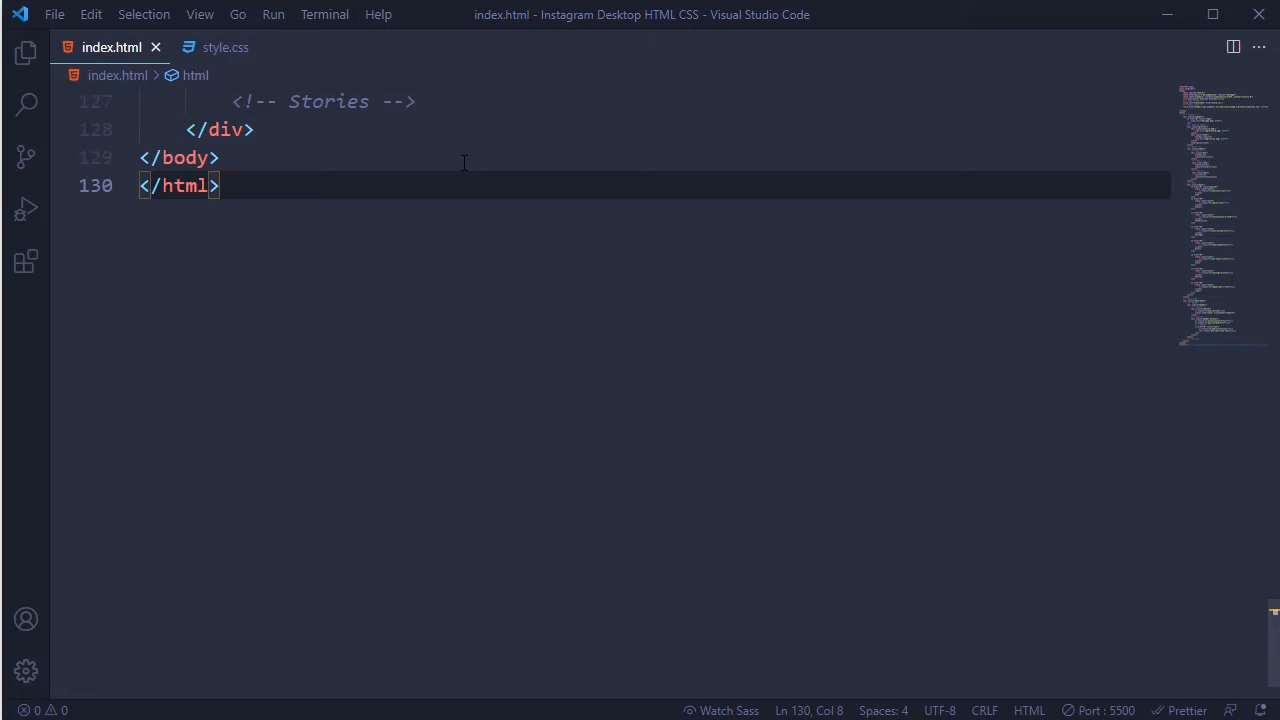 File Edit Selection View Go Run Terminal Help index.html - Instagram Desktop HTML CSS - Visual Studio Code
index.html style.css
index.html > html
127 <!-- Stories -->
128 </div>
129 </body>
130 </html>
0 0 Watch Sass Ln 130, Col 8 Spaces: 4 UTF-8 CRLF HTML Port : 5500 Prettier